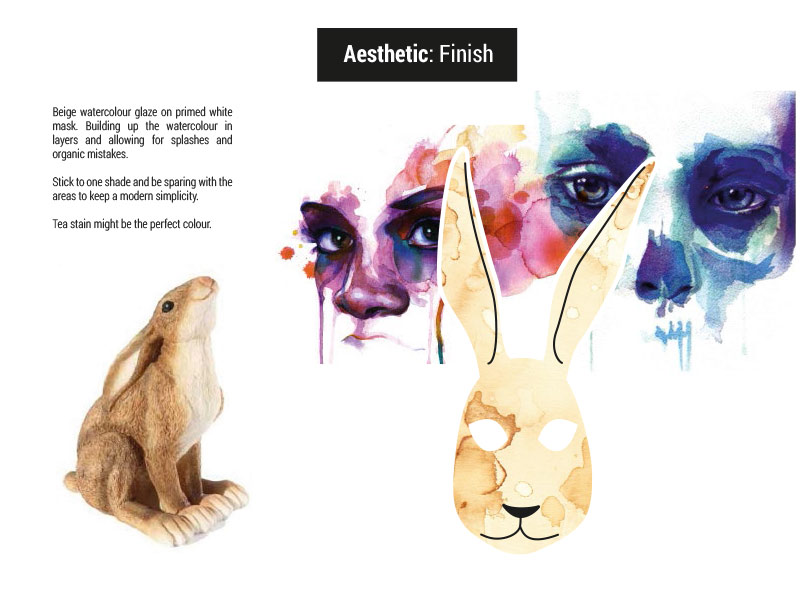 Aesthetic: Finish
Beige watercolour glaze on primed white
mask. Building up the watercolour in
layers and allowing for splashes and
organic mistakes.
Stick to one shade and be sparing with the
areas to keep a modern simplicity.
Tea stain might be the perfect colour.